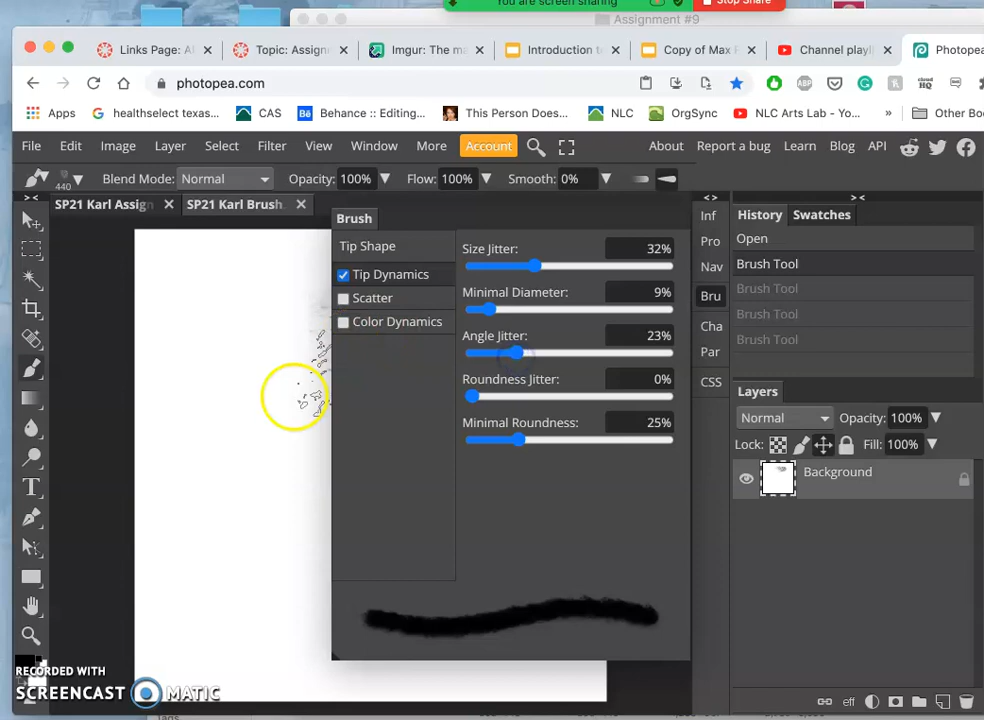 You are screen sharing
Stop Share
Assignment #9
Links Page: A
Topic: Assign
Imgur: The ma
Introduction t
Copy of Max P
Channel playl
Photopea
photopea.com
Apps
healthselect texas...
CAS
Behance :: Editing...
This Person Does...
NLC
OrgSync
NLC Arts Lab - Yo...
»
Other Boo
File Edit Image Layer Select Filter View Window More Account
About Report a bug Learn Blog API
440
Blend Mode: Normal
Opacity: 100%
Flow: 100%
Smooth: 0%
> <
SP21 Karl Assign
SP21 Karl Brush.
Brush
Tip Shape
Tip Dynamics
Scatter
Color Dynamics
Size Jitter: 32%
Minimal Diameter: 9%
Angle Jitter: 23%
Roundness Jitter: 0%
Minimal Roundness: 25%
< >
Inf
Pro
Nav
Bru
Cha
Par
CSS
> <
History Swatches
Open
Brush Tool
Brush Tool
Brush Tool
Brush Tool
Layers
Normal
Opacity: 100%
Lock:
Fill: 100%
Background
eff
RECORDED WITH
SCREENCAST MATIC